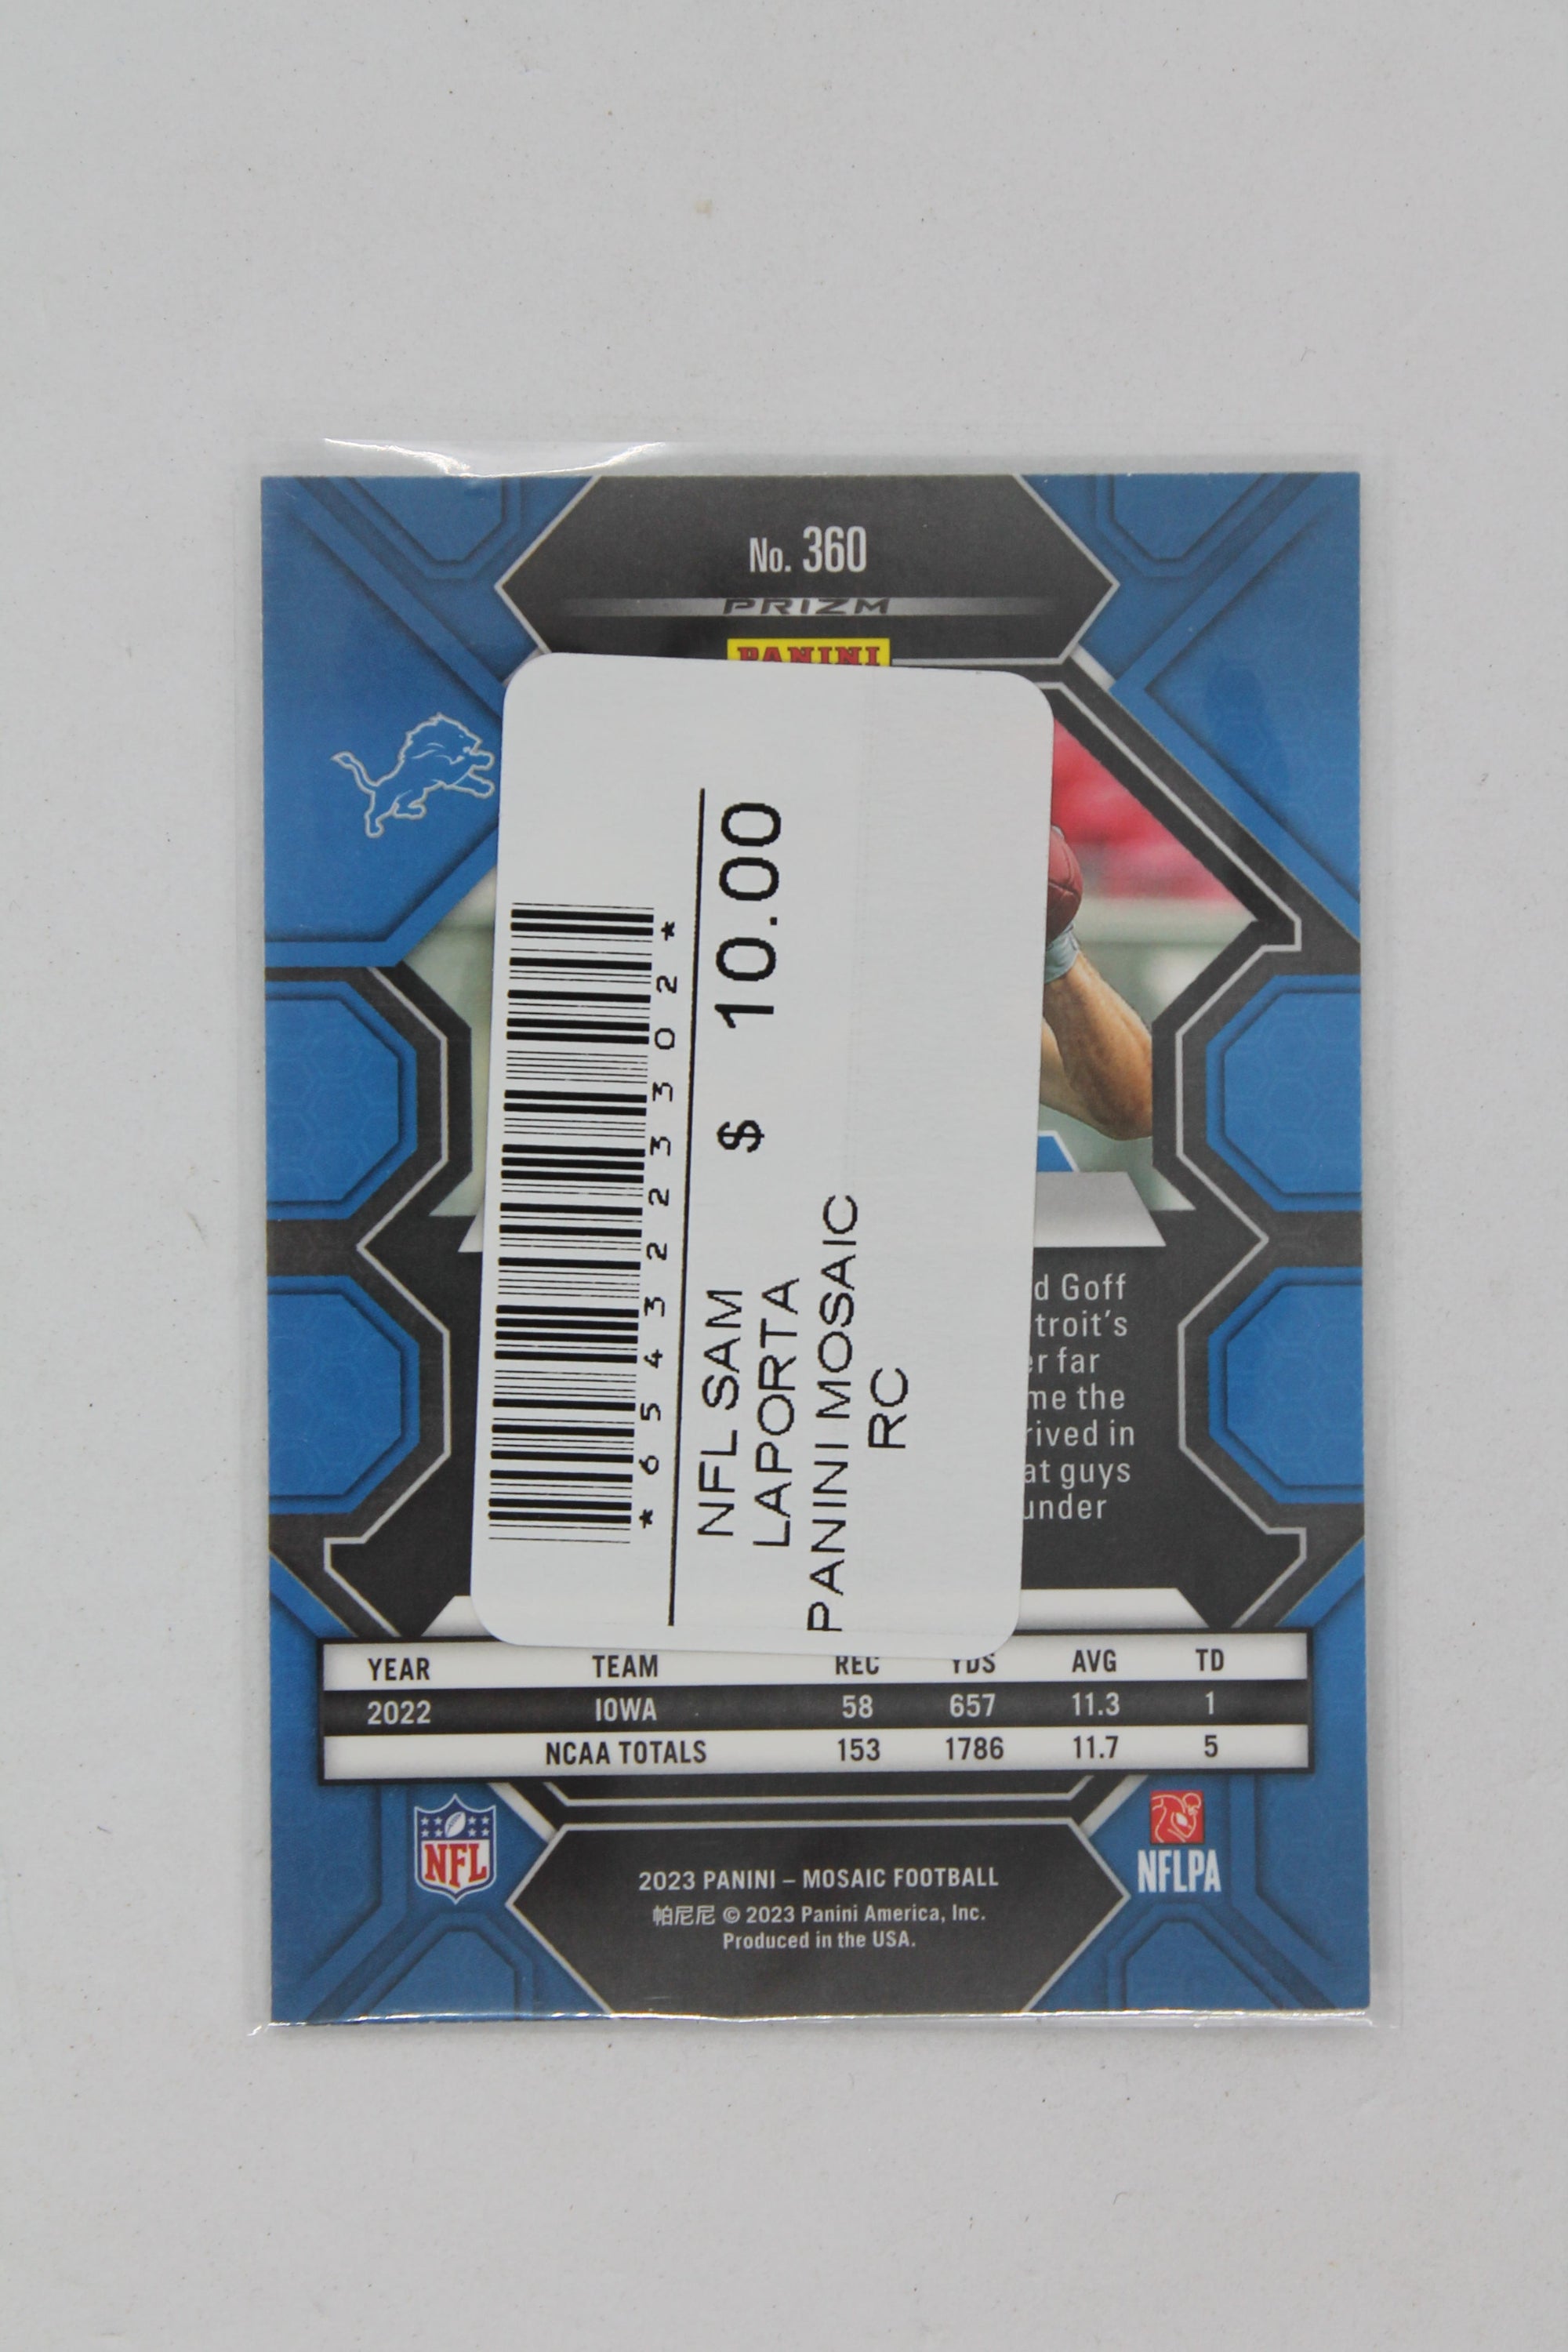 No. 360
PRIZM
PANINI
*654322330 2*
$ 10.00
NFL SAM
LAPORTA
PANINI MOSAIC
RC
d Goff
troit's
er far
me the
rived in
at guys
under
YEAR TEAM REC YDS AVG TD
2022 IOWA 58 657 11.3 1
NCAA TOTALS 153 1786 11.7 5
NFL
NFLPA
2023 PANINI – MOSAIC FOOTBALL
帕尼尼 © 2023 Panini America, Inc.
Produced in the USA.